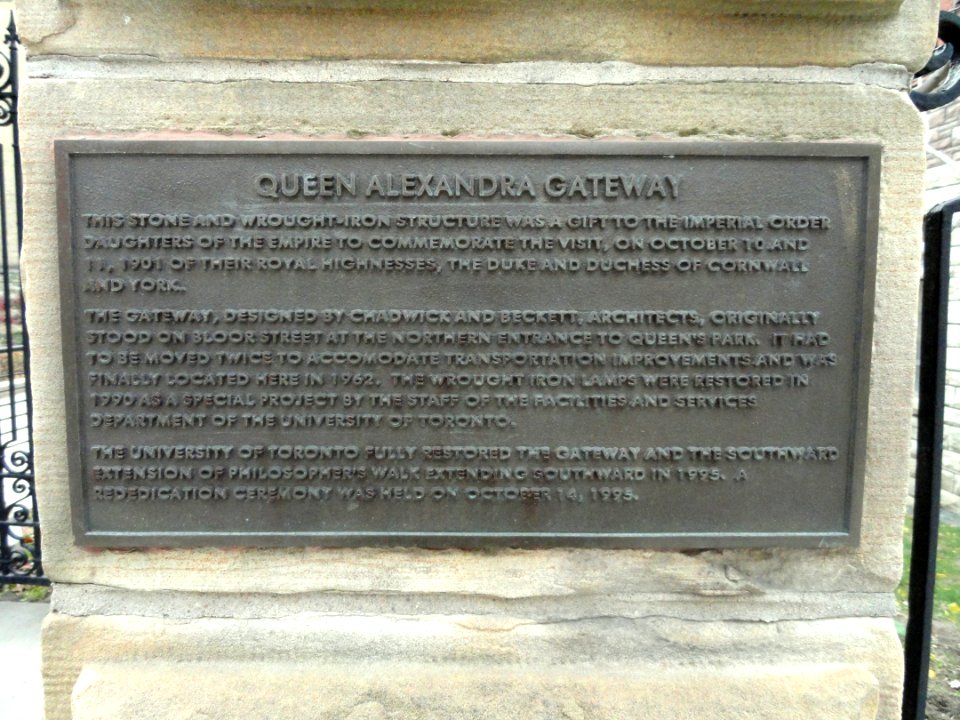 QUEEN ALEXANDRA GATEWAY
THIS STONE AND WROUGHT-IRON STRUCTURE WAS A GIFT TO THE IMPERIAL ORDER
DAUGHTERS OF THE EMPIRE TO COMMEMORATE THE VISIT, ON OCTOBER 10 AND
11, 1901 OF THEIR ROYAL HIGHNESSES, THE DUKE AND DUCHESS OF CORNWALL
AND YORK.
THE GATEWAY, DESIGNED BY CHADWICK AND BECKETT, ARCHITECTS, ORIGINALLY
STOOD ON BLOOR STREET AT THE NORTHERN ENTRANCE TO QUEEN'S PARK. IT HAD
TO BE MOVED TWICE TO ACCOMODATE TRANSPORTATION IMPROVEMENTS AND WAS
FINALLY LOCATED HERE IN 1962. THE WROUGHT IRON LAMPS WERE RESTORED IN
1990 AS A SPECIAL PROJECT BY THE STAFF OF THE FACILITIES AND SERVICES
DEPARTMENT OF THE UNIVERSITY OF TORONTO.
THE UNIVERSITY OF TORONTO FULLY RESTORED THE GATEWAY AND THE SOUTHWARD
EXTENSION OF PHILOSOPHER'S WALK EXTENDING SOUTHWARD IN 1995. A
REDEDICATION CEREMONY WAS HELD ON OCTOBER 14, 1995.